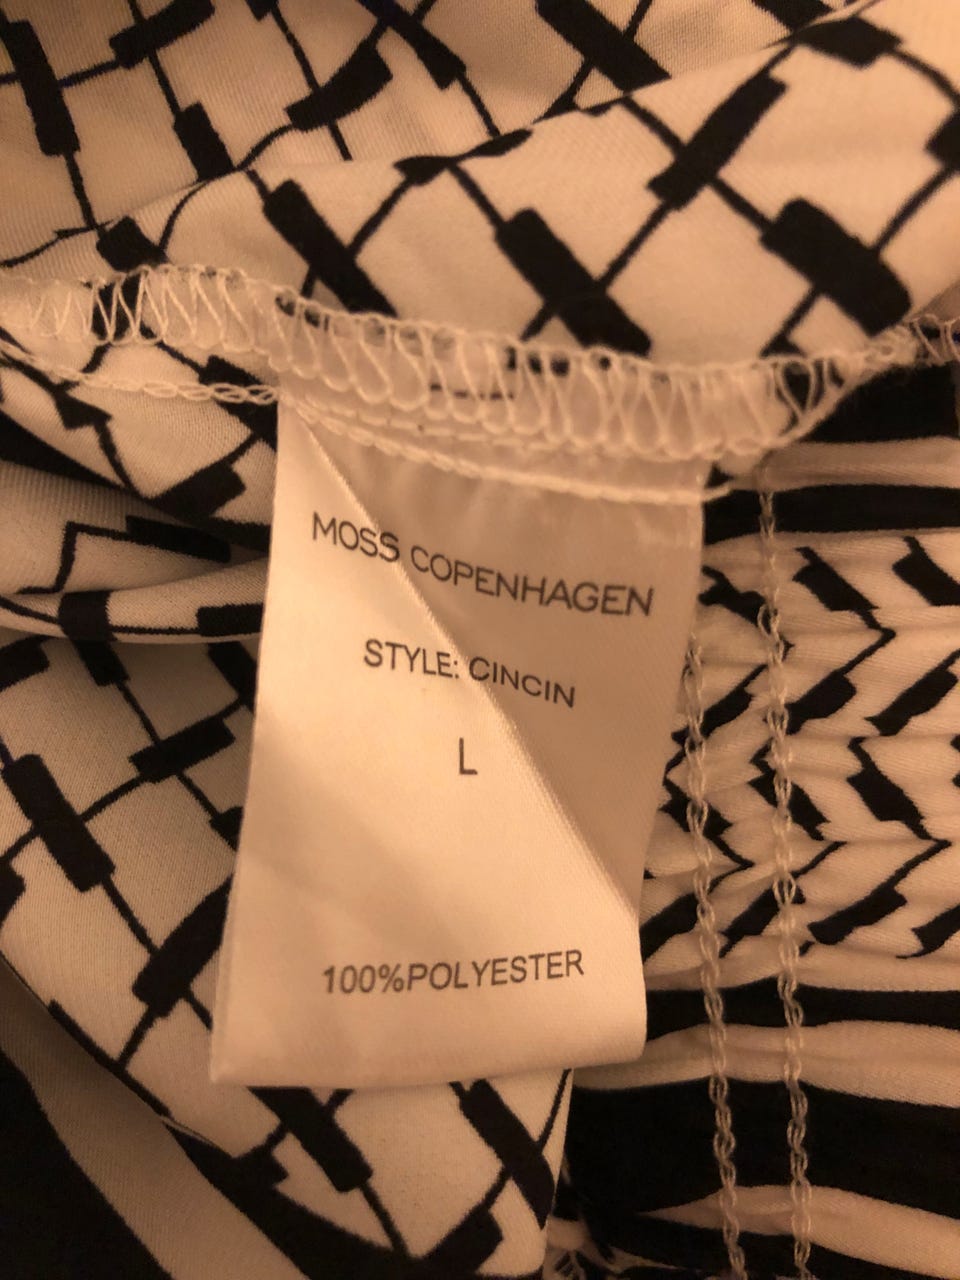 MOSS COPENHAGEN
STYLE: CINCIN
L
100%POLYESTER